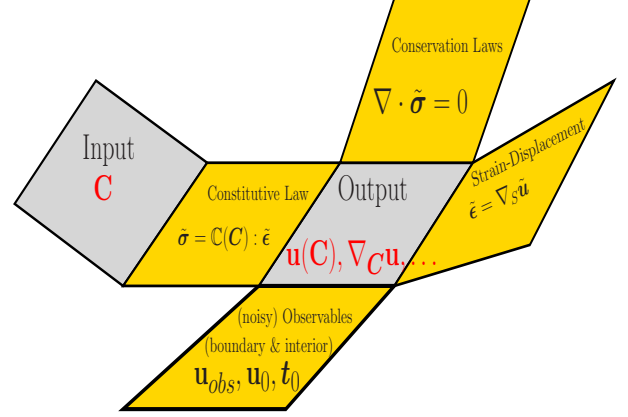 Conservation Laws
∇ · σ̃ = 0
Input
C
Constitutive Law
σ̃ = ℂ(C) : ϵ̃
Output
u(C), ∇_C u, ....
Strain-Displacement
ϵ̃ = ∇_S ũ
(noisy) Observables
(boundary & interior)
u_obs, u_0, t_0